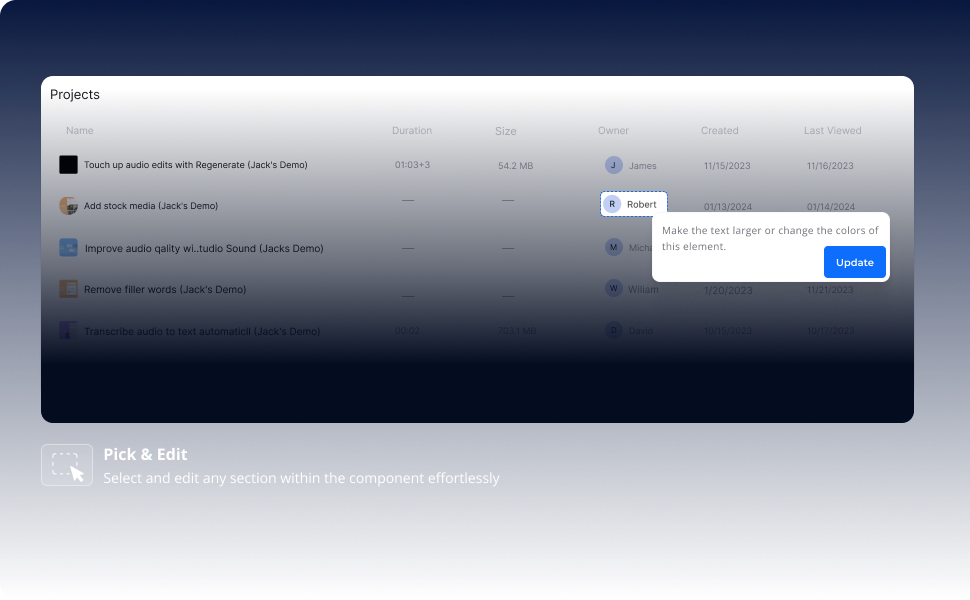 Projects
Name Duration Size Owner Created Last Viewed
Touch up audio edits with Regenerate (Jack's Demo) 01:03+3 54.2 MB J James 11/15/2023 11/16/2023
Add stock media (Jack's Demo) — — R Robert 01/13/2024 01/14/2024
Make the text larger or change the colors of
this element.
Update
Improve audio qality wi..tudio Sound (Jacks Demo) — — M
Remove filler words (Jack's Demo) — — W William 1/20/2023 11/21/2023
Transcribe audio to text automaticll (Jack's Demo) 00:02 David 10/15/2023 10/17/2023
Pick & Edit
Select and edit any section within the component effortlessly